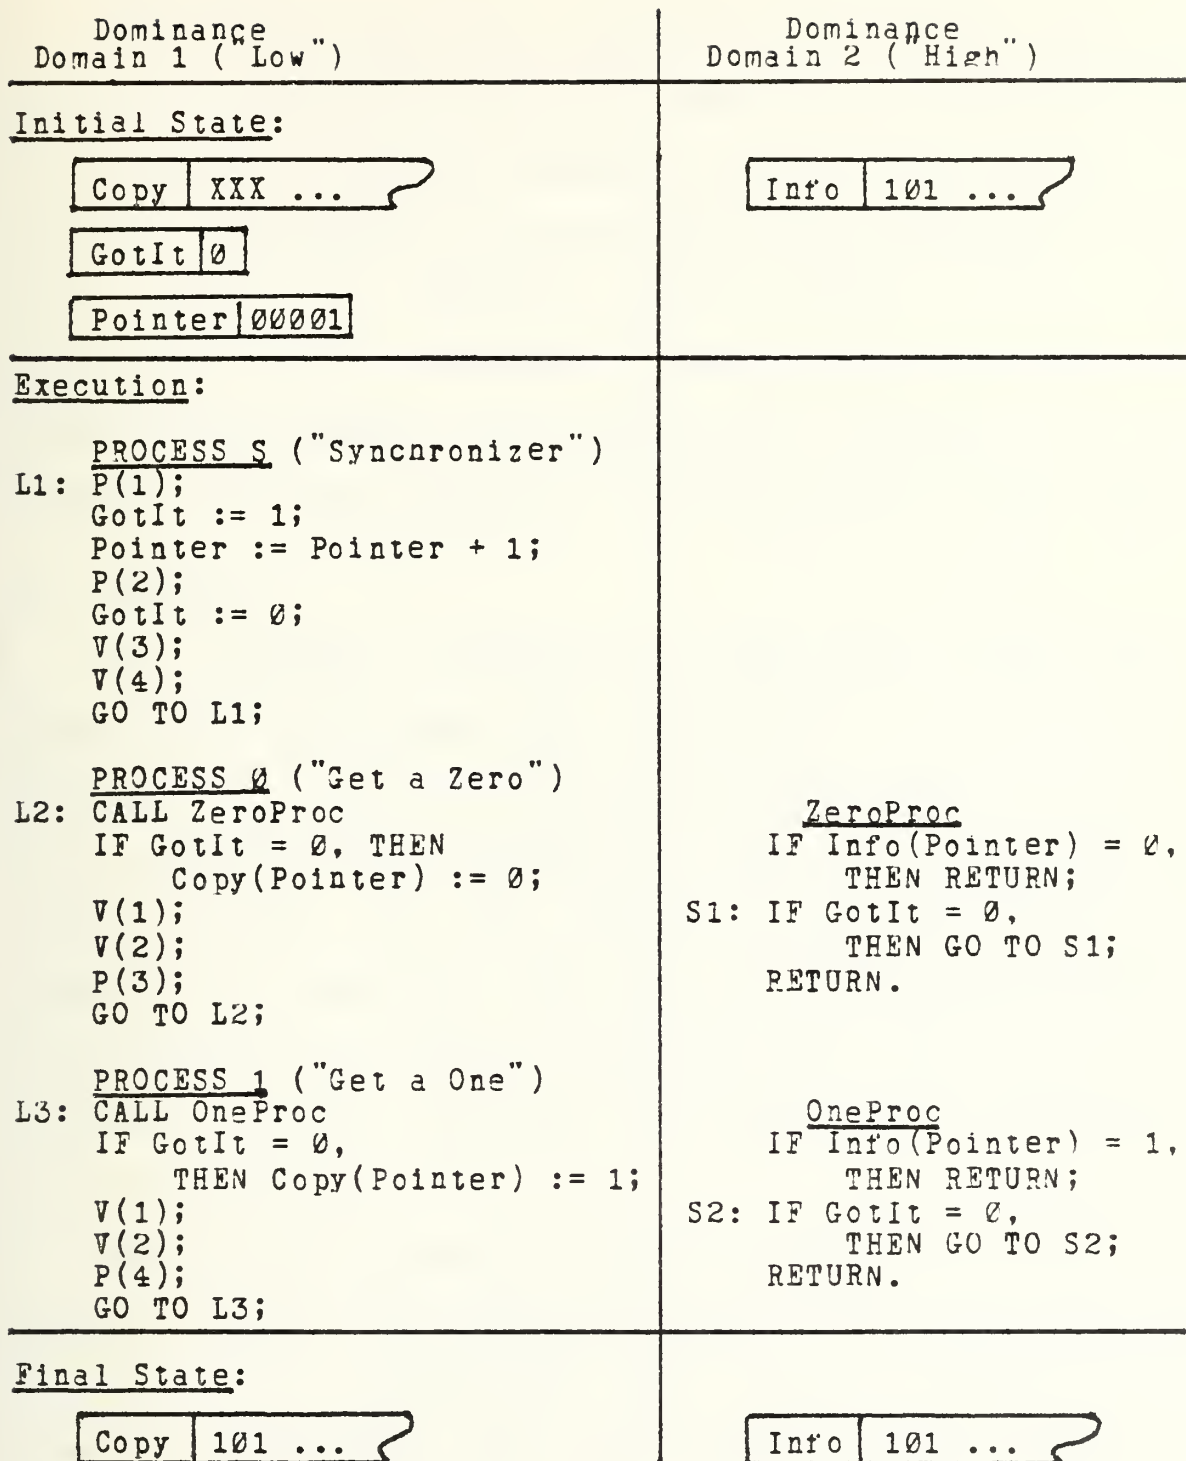 Dominance
Domain 1 ("Low")
Dominance
Domain 2 ("High")
Initial State:
Copy XXX ...
Info 101 ...
GotIt 0
Pointer 00001
Execution:
PROCESS S ("Syncnronizer")
L1: P(1);
GotIt := 1;
Pointer := Pointer + 1;
P(2);
GotIt := 0;
V(3);
V(4);
GO TO L1;
PROCESS 0 ("Get a Zero")
L2: CALL ZeroProc
IF GotIt = 0, THEN
Copy(Pointer) := 0;
V(1);
V(2);
P(3);
GO TO L2;
ZeroProc
IF Info(Pointer) = 0,
THEN RETURN;
S1: IF GotIt = 0,
THEN GO TO S1;
RETURN.
PROCESS 1 ("Get a One")
L3: CALL OneProc
IF GotIt = 0,
THEN Copy(Pointer) := 1;
V(1);
V(2);
P(4);
GO TO L3;
OneProc
IF Info(Pointer) = 1,
THEN RETURN;
S2: IF GotIt = 0,
THEN GO TO S2;
RETURN.
Final State:
Copy 101 ...
Info 101 ...